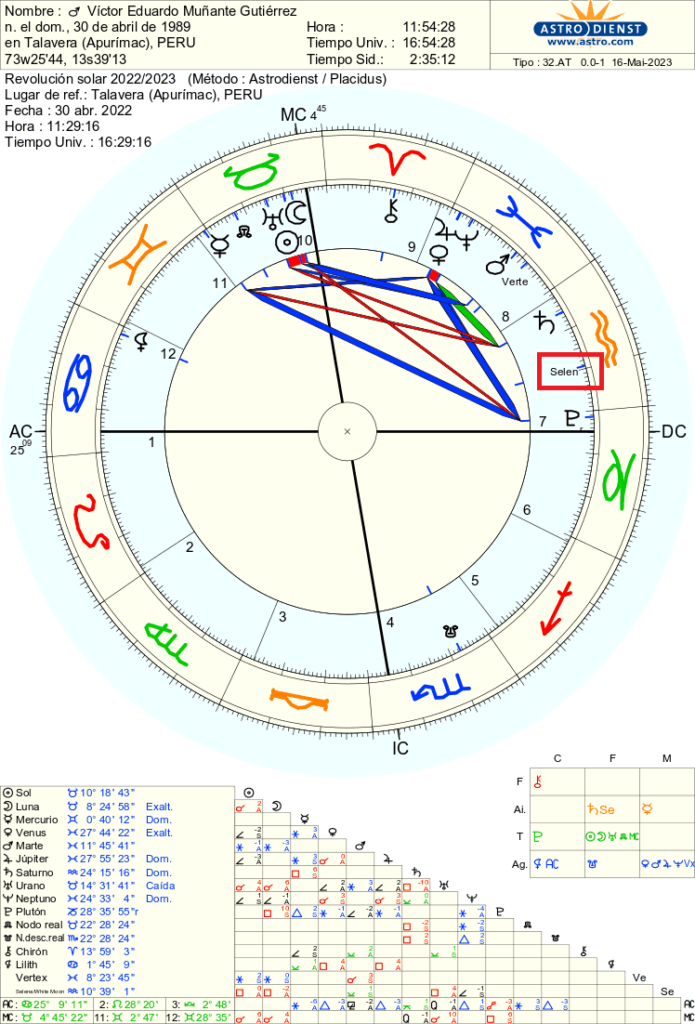 Nombre : ♂ Víctor Eduardo Muñante Gutiérrez
n. el dom., 30 de abril de 1989
en Talavera (Apurímac), PERU
73w25'44, 13s39'13
Hora : 11:54:28
Tiempo Univ. : 16:54:28
Tiempo Sid.: 2:35:12
ASTRO DIENST
www.astro.com
Tipo : 32.AT 0.0-1 16-Mai-2023
Revolución solar 2022/2023 (Método : Astrodienst / Placidus)
Lugar de ref.: Talavera (Apurímac), PERU
Fecha : 30 abr. 2022
Hora : 11:29:16
Tiempo Univ. : 16:29:16
MC 4 45
10
9
11
Verte
8
12
Selen
AC
25 09
1
7
DC
2
6
3
5
4
IC
C F M
F
Ai. Se
T MC
Ag. AC Vx
☉ Sol ♉ 10° 18' 43"
☽ Luna ♉ 8° 24' 58" Exalt.
☿ Mercurio ♊ 0° 40' 12" Dom.
♀ Venus ♓ 27° 44' 22" Exalt.
♂ Marte ♓ 11° 45' 41"
♃ Júpiter ♓ 27° 55' 23" Dom.
♄ Saturno ♒ 24° 15' 16" Dom.
♅ Urano ♉ 14° 31' 41" Caída
♆ Neptuno ♓ 24° 33' 4" Dom.
♇ Plutón ♑ 28° 35' 55"r
☊ Nodo real ♉ 22° 28' 24"
☋ N.desc.real ♏ 22° 28' 24"
⚷ Chirón ♈ 13° 59' 3"
⚸ Lilith ♋ 1° 45' 9"
Vertex ♓ 8° 23' 45"
Selena/White Moon ♒ 10° 39' 1"
AC: ♋ 25° 9' 11" 2: ♌ 28° 20' 3: ♎ 2° 48'
MC: ♉ 4° 45' 22" 11: ♊ 2° 47' 12: ♊ 28° 35'
Ve
Se
AC
MC